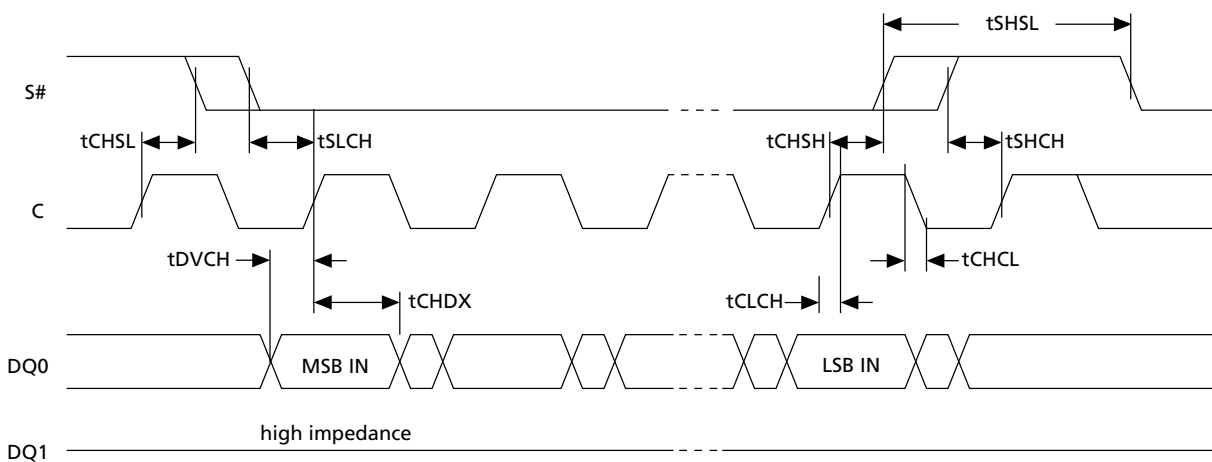 tSHSL
S#
tCHSL
tSLCH
tCHSH
tSHCH
C
tDVCH
tCHCL
tCHDX
tCLCH
DQ0
MSB IN
LSB IN
high impedance
DQ1